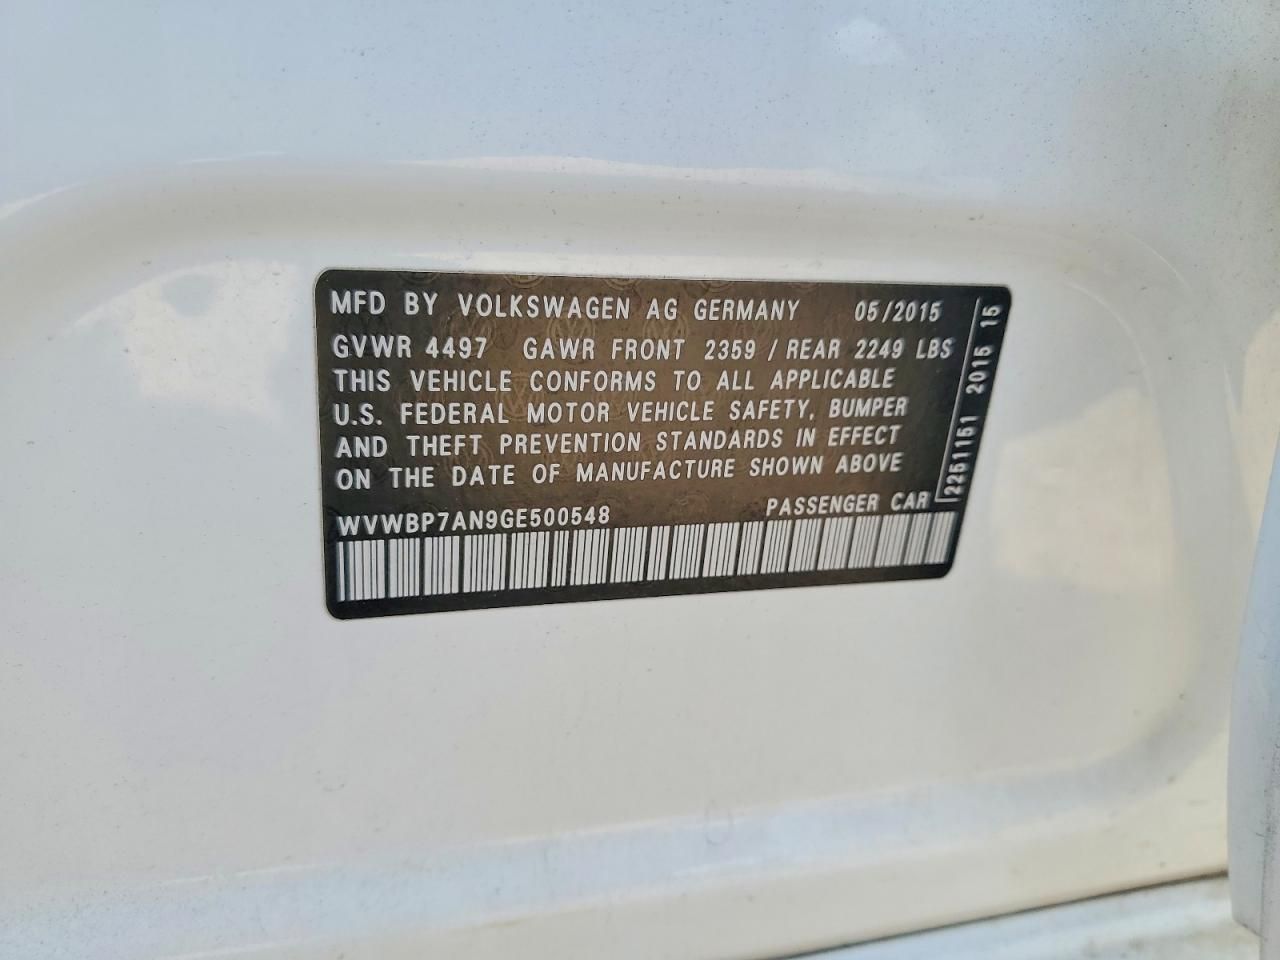 MFD BY VOLKSWAGEN AG GERMANY 05/2015
GVWR 4497 GAWR FRONT 2359 / REAR 2249 LBS
THIS VEHICLE CONFORMS TO ALL APPLICABLE
U.S. FEDERAL MOTOR VEHICLE SAFETY, BUMPER
AND THEFT PREVENTION STANDARDS IN EFFECT
ON THE DATE OF MANUFACTURE SHOWN ABOVE
WVWBP7AN9GE500548 PASSENGER CAR
2251151 2015 15